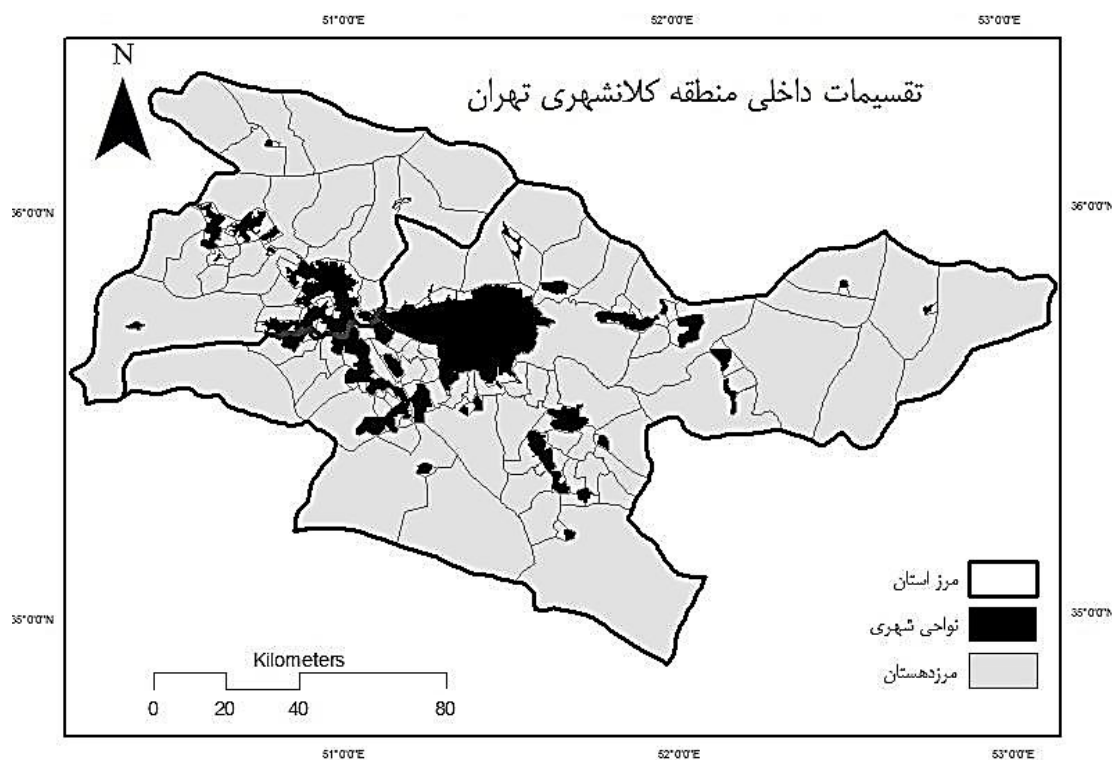 51°0'0"E
52°0'0"E
53°0'0"E
N
تقسیمات داخلی منطقه کلانشهری تهران
36°0'0"N
36°0'0"N
مرز استان
35°0'0"N
35°0'0"N
نواحی شهری
Kilometers
مرزدهستان
0 20 40 80
51°0'0"E
52°0'0"E
53°0'0"E